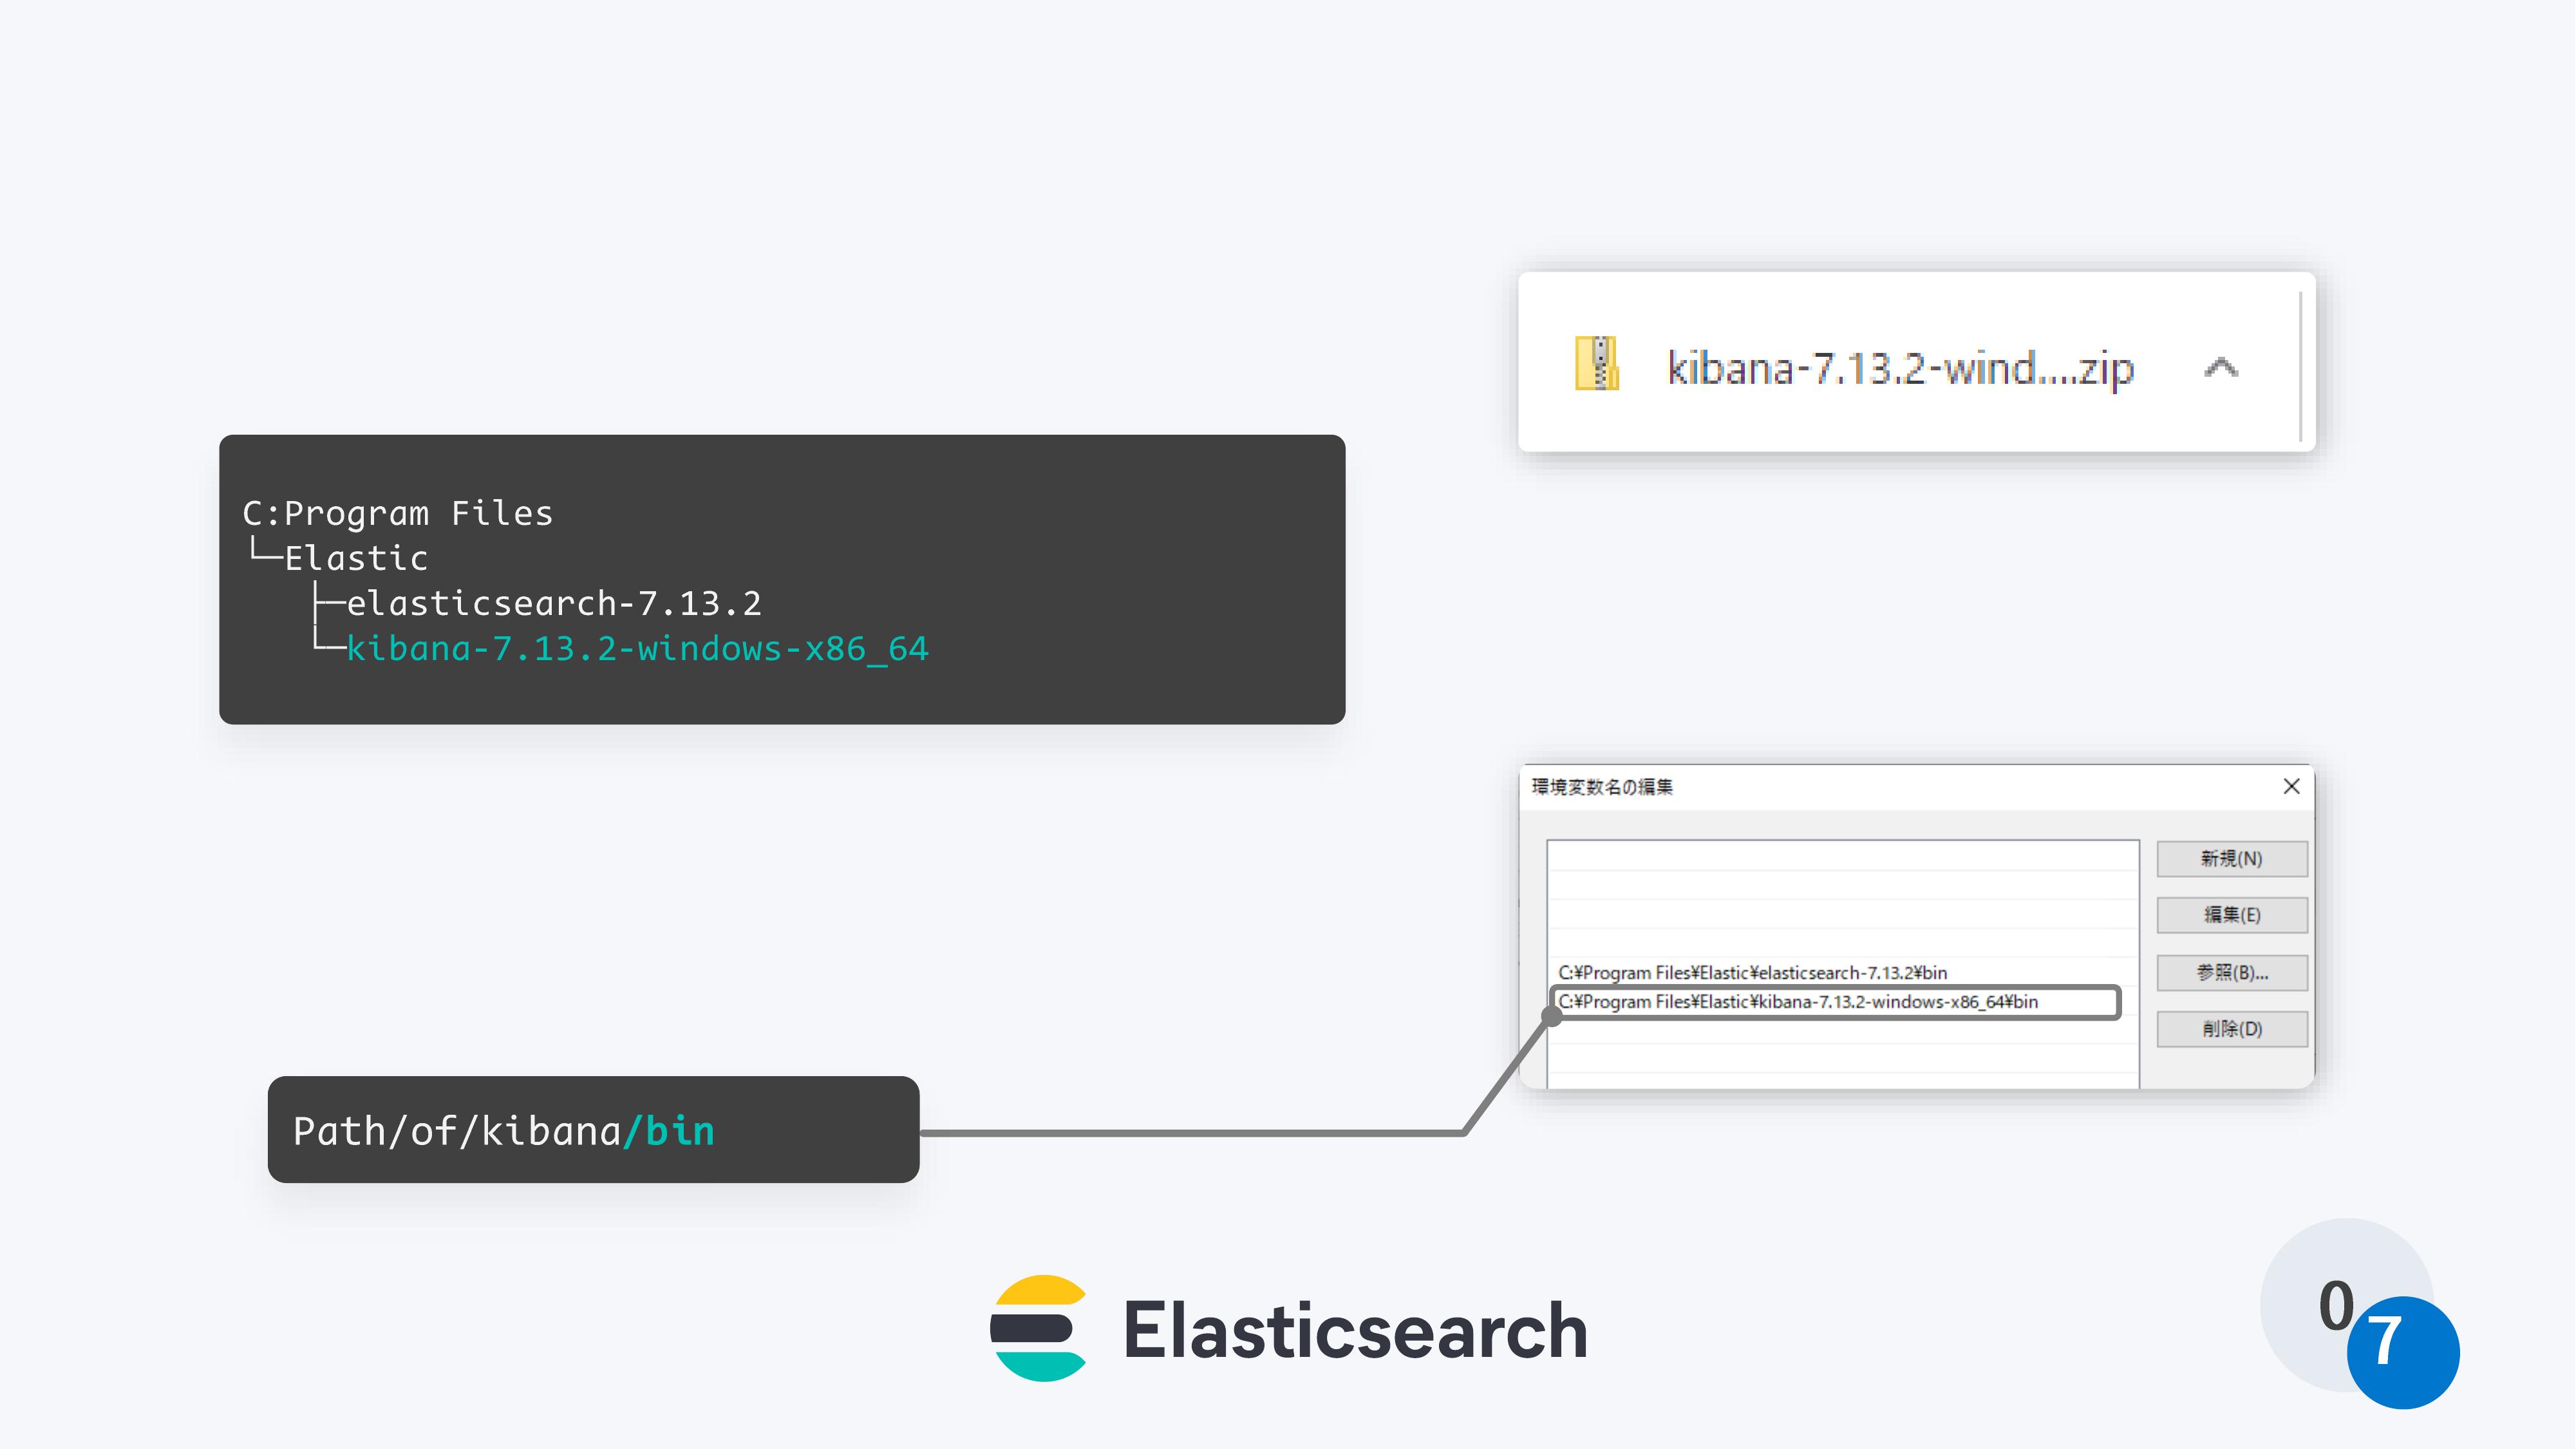 kibana-7.13.2-wind....zip
C:Program Files
└─Elastic
├─elasticsearch-7.13.2
└─kibana-7.13.2-windows-x86_64
環境変数名の編集
新規(N)
編集(E)
C:¥Program Files¥Elastic¥elasticsearch-7.13.2¥bin
参照(B)...
C:¥Program Files¥Elastic¥kibana-7.13.2-windows-x86_64¥bin
削除(D)
Path/of/kibana/bin
Elasticsearch
07